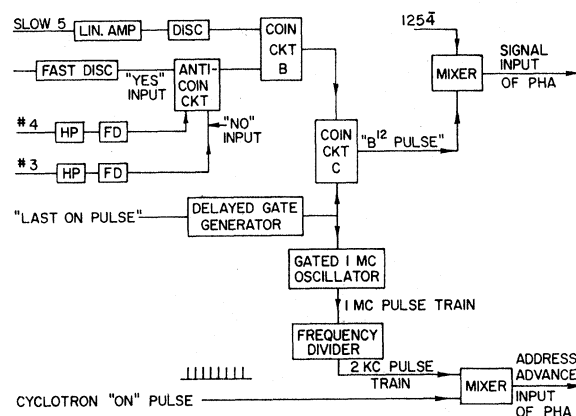 SLOW 5
LIN. AMP
DISC
COIN
CKT
B
FAST DISC
"YES"
INPUT
ANTI-
COIN
CKT
#4
HP
FD
"NO"
INPUT
#3
HP
FD
1254̄
MIXER
SIGNAL
INPUT
OF PHA
COIN
CKT
C
"B¹² PULSE"
"LAST ON PULSE"
DELAYED GATE
GENERATOR
GATED 1 MC
OSCILLATOR
1 MC PULSE TRAIN
FREQUENCY
DIVIDER
2 KC PULSE
TRAIN
CYCLOTRON "ON" PULSE
MIXER
ADDRESS
ADVANCE
INPUT
OF PHA